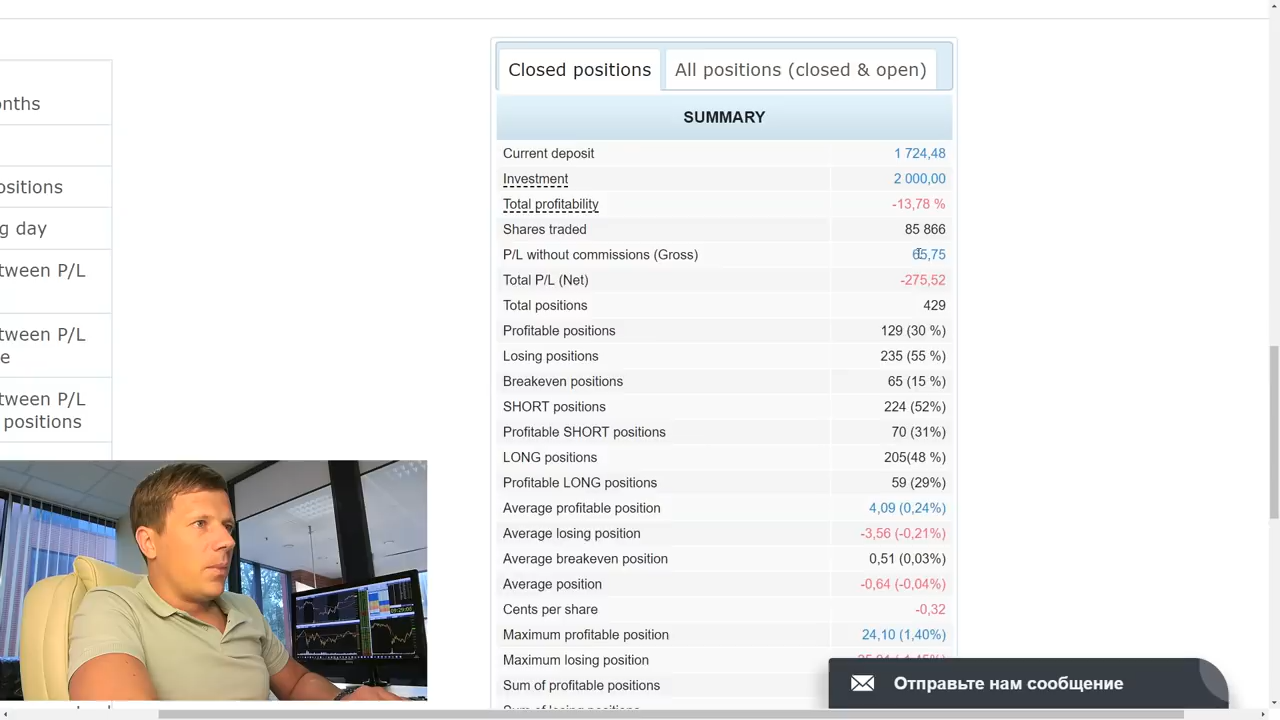 onths
ositions
g day
tween P/L
tween P/L
e
tween P/L
positions
Closed positions
All positions (closed & open)
SUMMARY
Current deposit 1 724,48
Investment 2 000,00
Total profitability -13,78 %
Shares traded 85 866
P/L without commissions (Gross) 65,75
Total P/L (Net) -275,52
Total positions 429
Profitable positions 129 (30 %)
Losing positions 235 (55 %)
Breakeven positions 65 (15 %)
SHORT positions 224 (52%)
Profitable SHORT positions 70 (31%)
LONG positions 205(48 %)
Profitable LONG positions 59 (29%)
Average profitable position 4,09 (0,24%)
Average losing position -3,56 (-0,21%)
Average breakeven position 0,51 (0,03%)
Average position -0,64 (-0,04%)
Cents per share -0,32
Maximum profitable position 24,10 (1,40%)
Maximum losing position
Sum of profitable positions
Отправьте нам сообщение